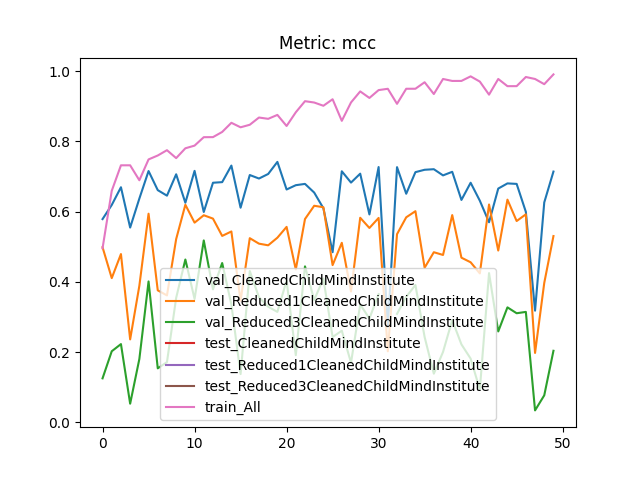 Metric: mcc
1.0
0.8
0.6
0.4
0.2
0.0
0
10
20
30
40
50
val_CleanedChildMindInstitute
val_Reduced1CleanedChildMindInstitute
val_Reduced3CleanedChildMindInstitute
test_CleanedChildMindInstitute
test_Reduced1CleanedChildMindInstitute
test_Reduced3CleanedChildMindInstitute
train_All